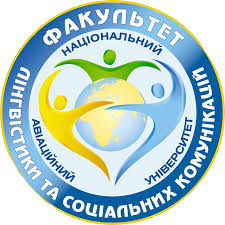 ФАКУЛЬТЕТ
ЛІНГВІСТИКИ ТА СОЦІАЛЬНИХ КОМУНІКАЦІЙ
НАЦІОНАЛЬНИЙ
АВІАЦІЙНИЙ
УНІВЕРСИТЕТ